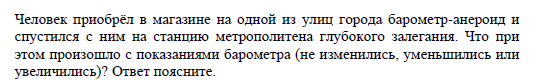 Человек приобрёл в магазине на одной из улиц города барометр-анероид и
спустился с ним на станцию метрополитена глубокого залегания. Что при
этом произошло с показаниями барометра (не изменились, уменьшились или
увеличились)? Ответ поясните.